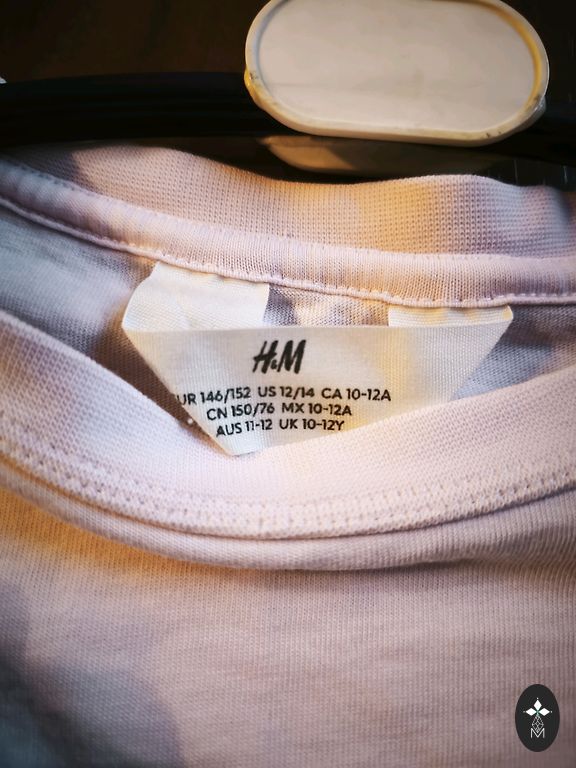 H&M
UR 146/152 US 12/14 CA 10-12A
CN 150/76 MX 10-12A
AUS 11-12 UK 10-12Y
M